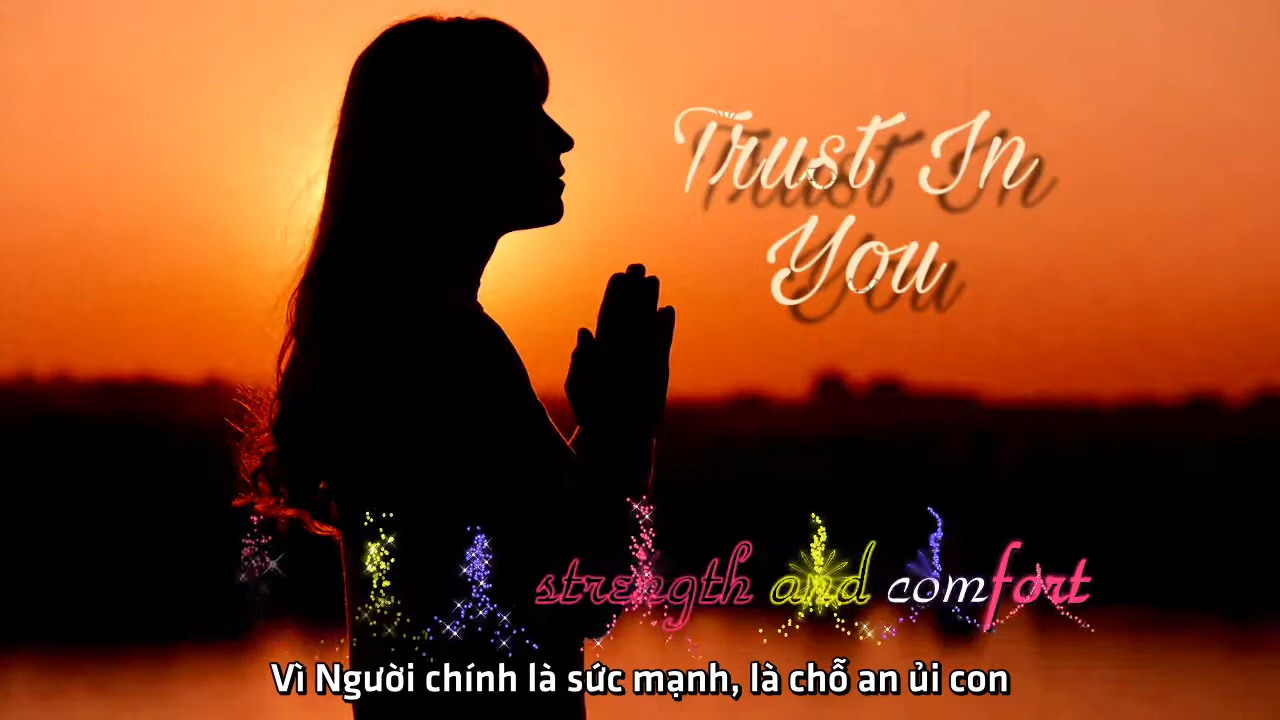 Trust In
You
strength and comfort
Vì Người chính là sức mạnh, là chỗ an ủi con